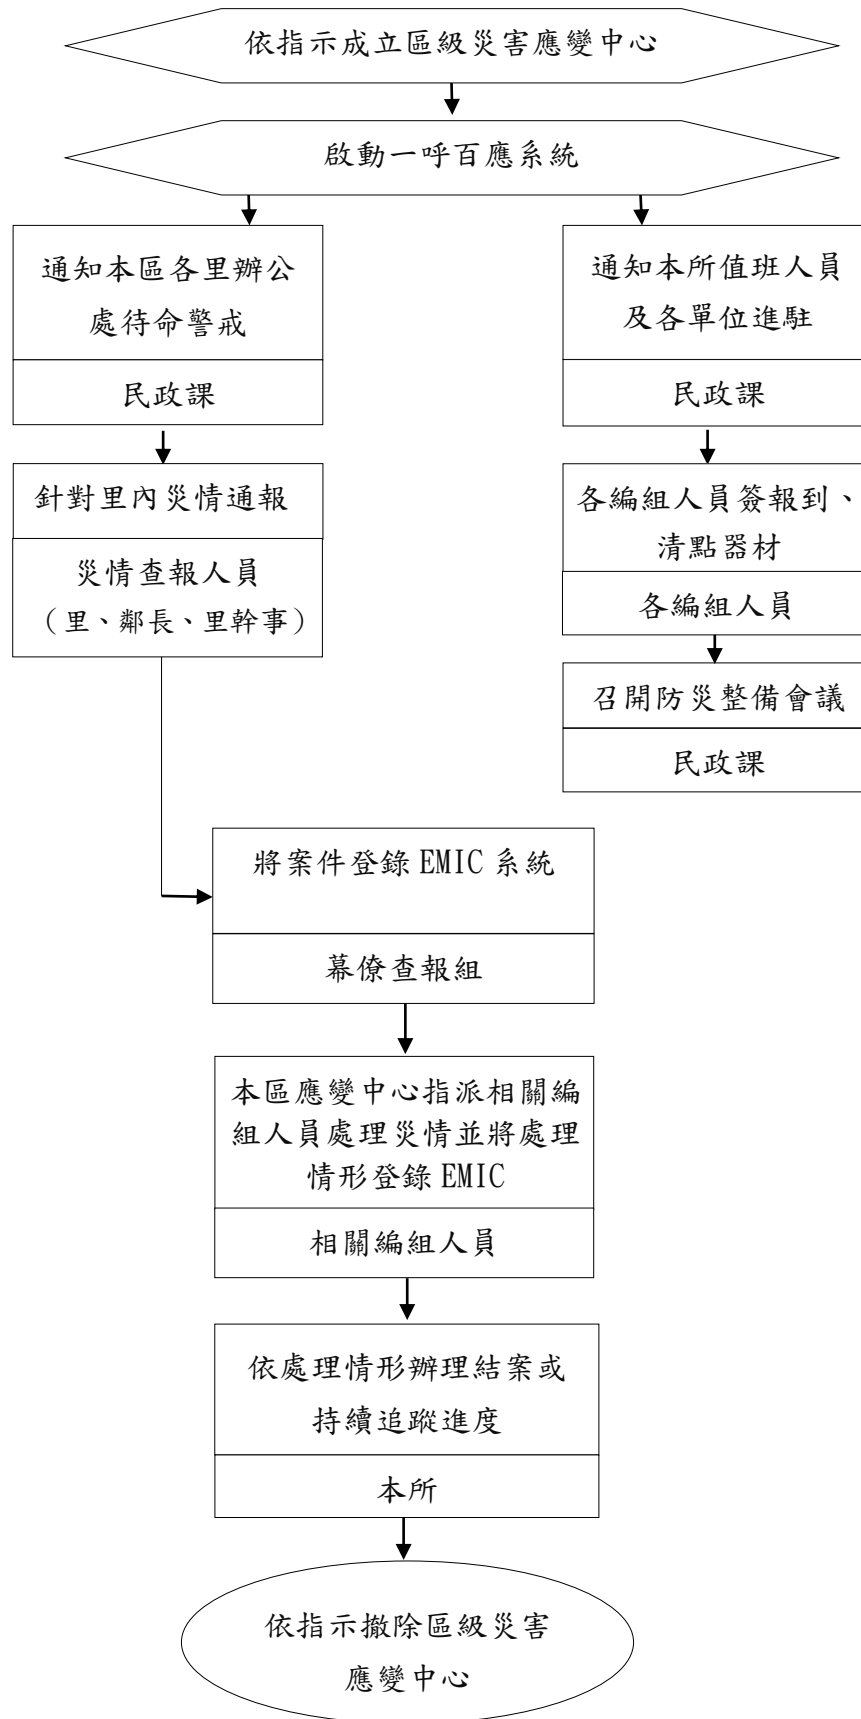 依指示成立區級災害應變中心
啟動一呼百應系統
通知本區各里辦公
處待命警戒
民政課
通知本所值班人員
及各單位進駐
民政課
針對里內災情通報
災情查報人員
（里、鄰長、里幹事）
各編組人員簽報到、
清點器材
各編組人員
召開防災整備會議
民政課
將案件登錄 EMIC 系統
幕僚查報組
本區應變中心指派相關編
組人員處理災情並將處理
情形登錄 EMIC
相關編組人員
依處理情形辦理結案或
持續追蹤進度
本所
依指示撤除區級災害
應變中心